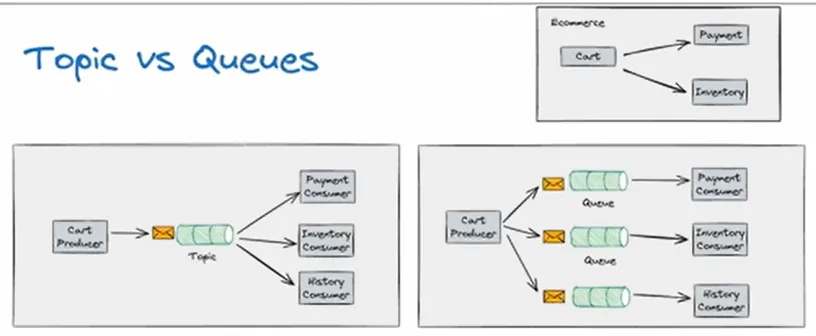 Topic vs Queues
Ecommerce
Cart
Payment
Inventory
Cart
Producer
Topic
Payment
Consumer
Inventory
Consumer
History
Consumer
Cart
Producer
Queue
Queue
Payment
Consumer
Inventory
Consumer
History
Consumer